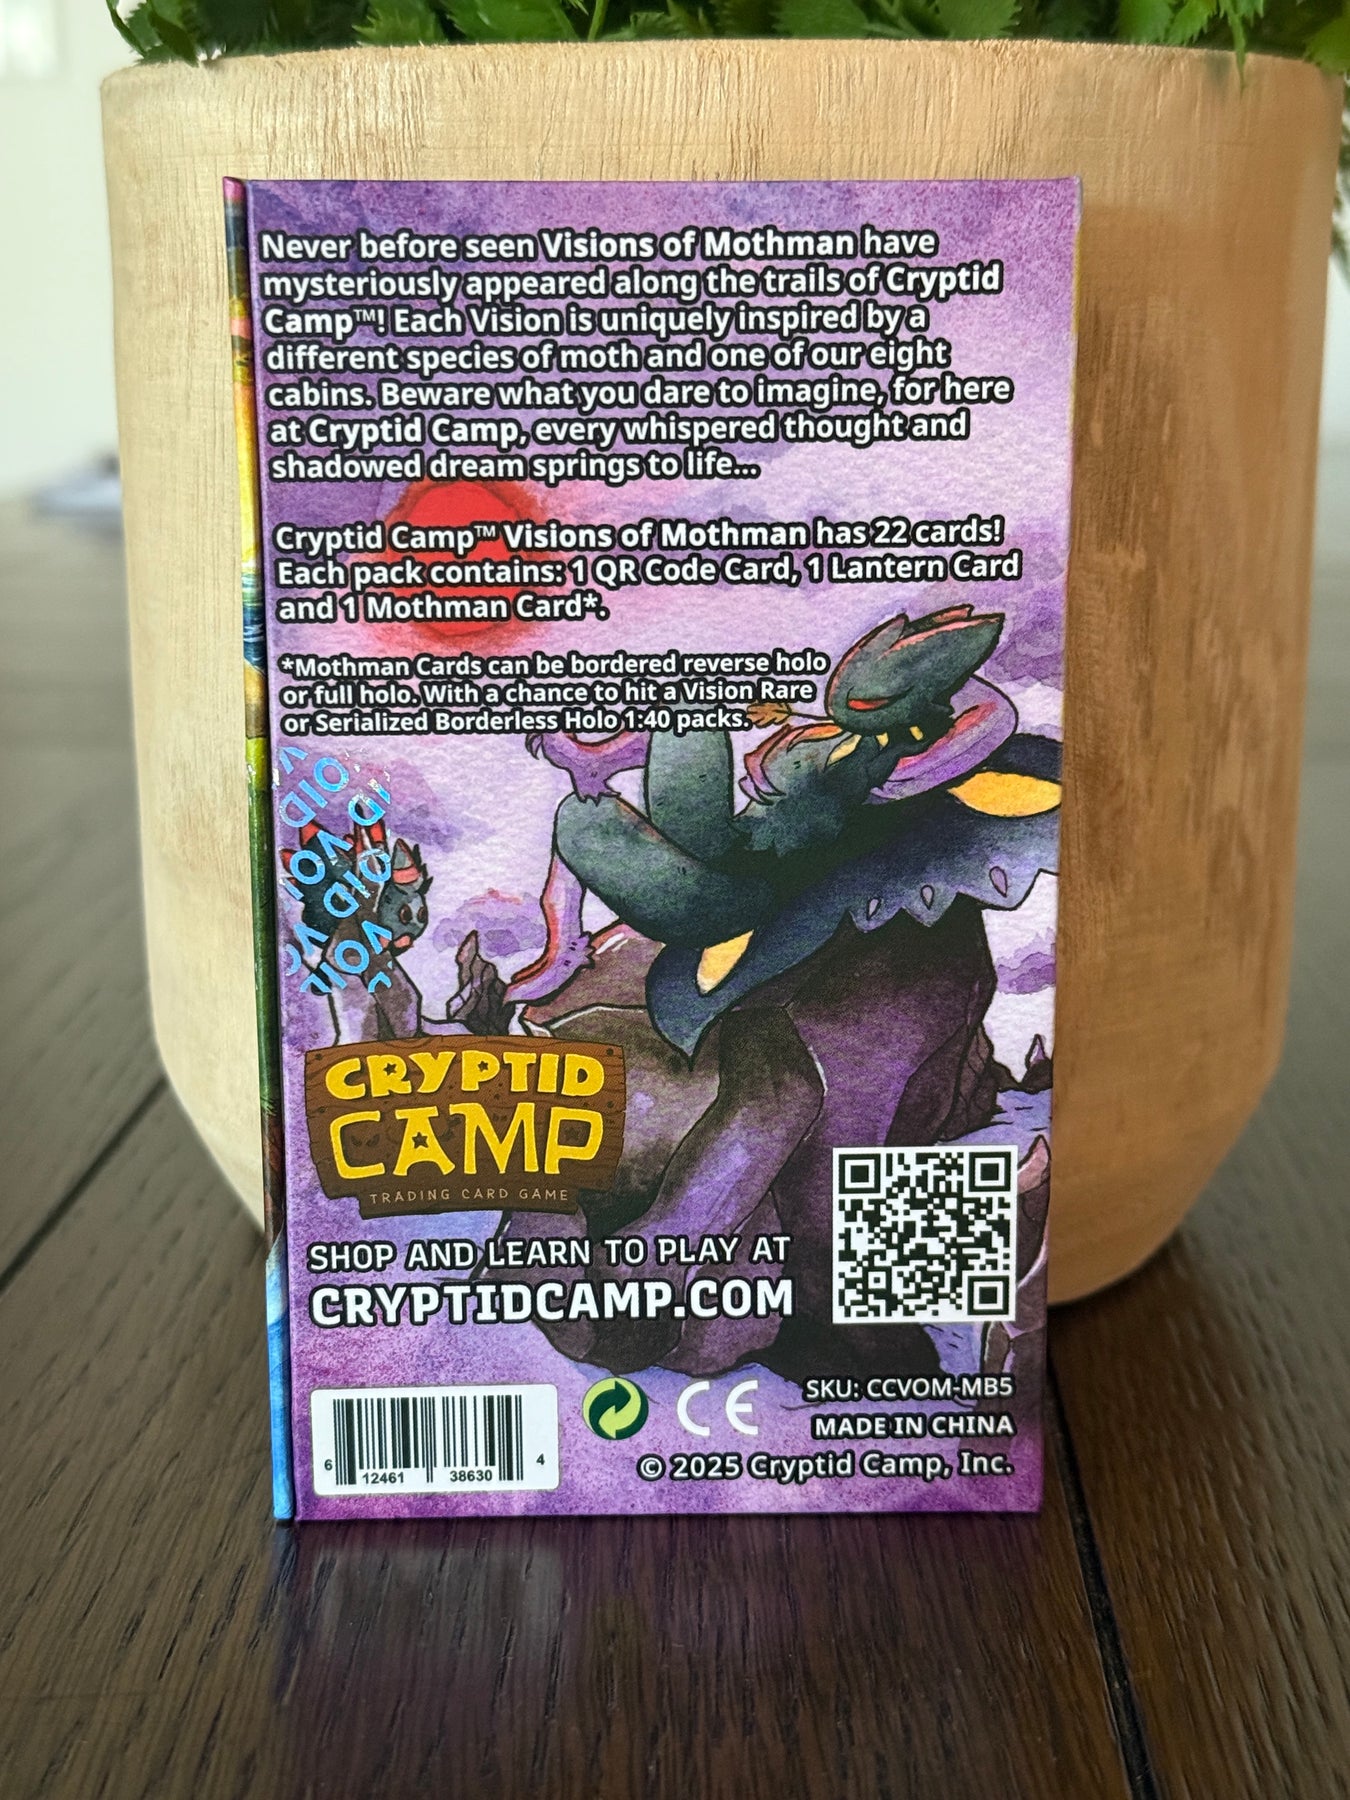 Never before seen Visions of Mothman have
mysteriously appeared along the trails of Cryptid
Camp™! Each Vision is uniquely inspired by a
different species of moth and one of our eight
cabins. Beware what you dare to imagine, for here
at Cryptid Camp, every whispered thought and
shadowed dream springs to life...
Cryptid Camp™ Visions of Mothman has 22 cards!
Each pack contains: 1 QR Code Card, 1 Lantern Card
and 1 Mothman Card*.
*Mothman Cards can be bordered reverse holo
or full holo. With a chance to hit a Vision Rare
or Serialized Borderless Holo 1:40 packs.
VOID
VOID
VOID
CRYPTID
CAMP
TRADING CARD GAME
SHOP AND LEARN TO PLAY AT
CRYPTIDCAMP.COM
6 12461 38630 4
CE
SKU: CCVOM-MB5
MADE IN CHINA
© 2025 Cryptid Camp, Inc.